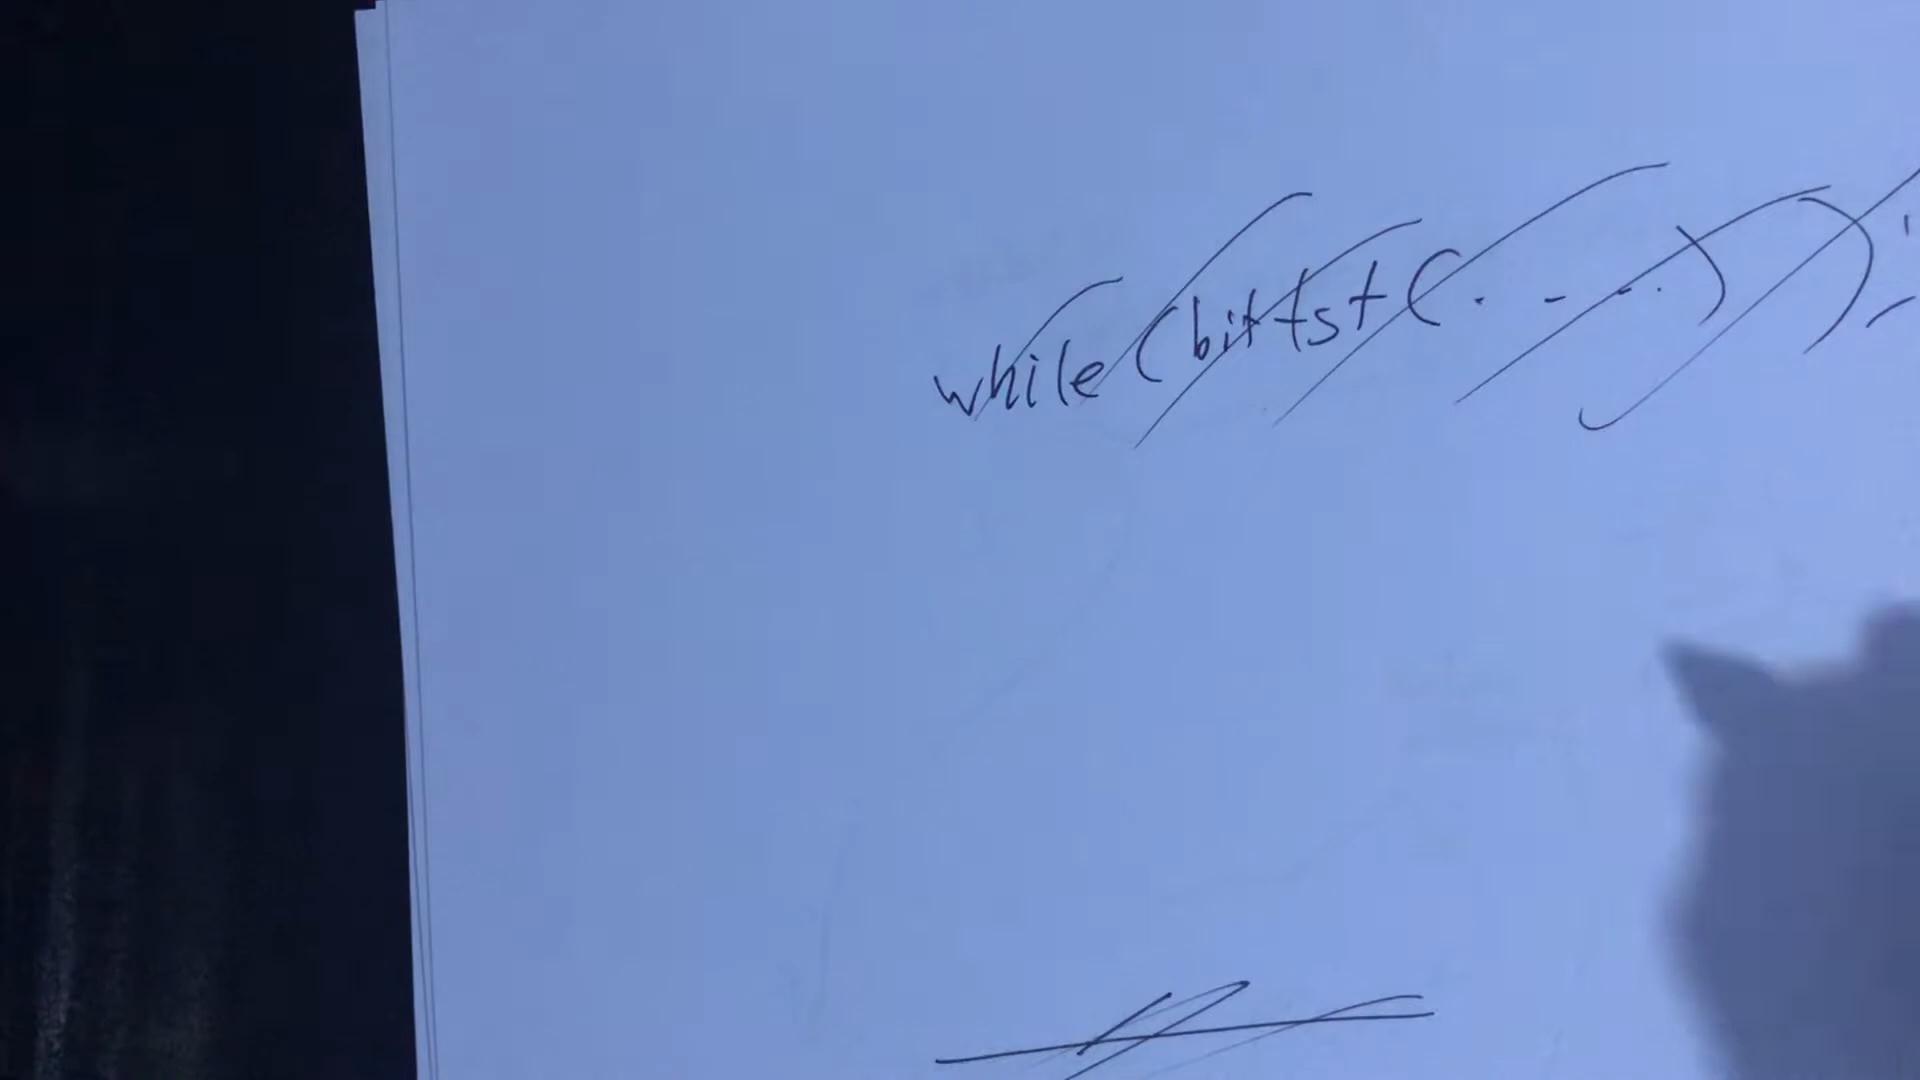 while (bittst (. - - . ) );